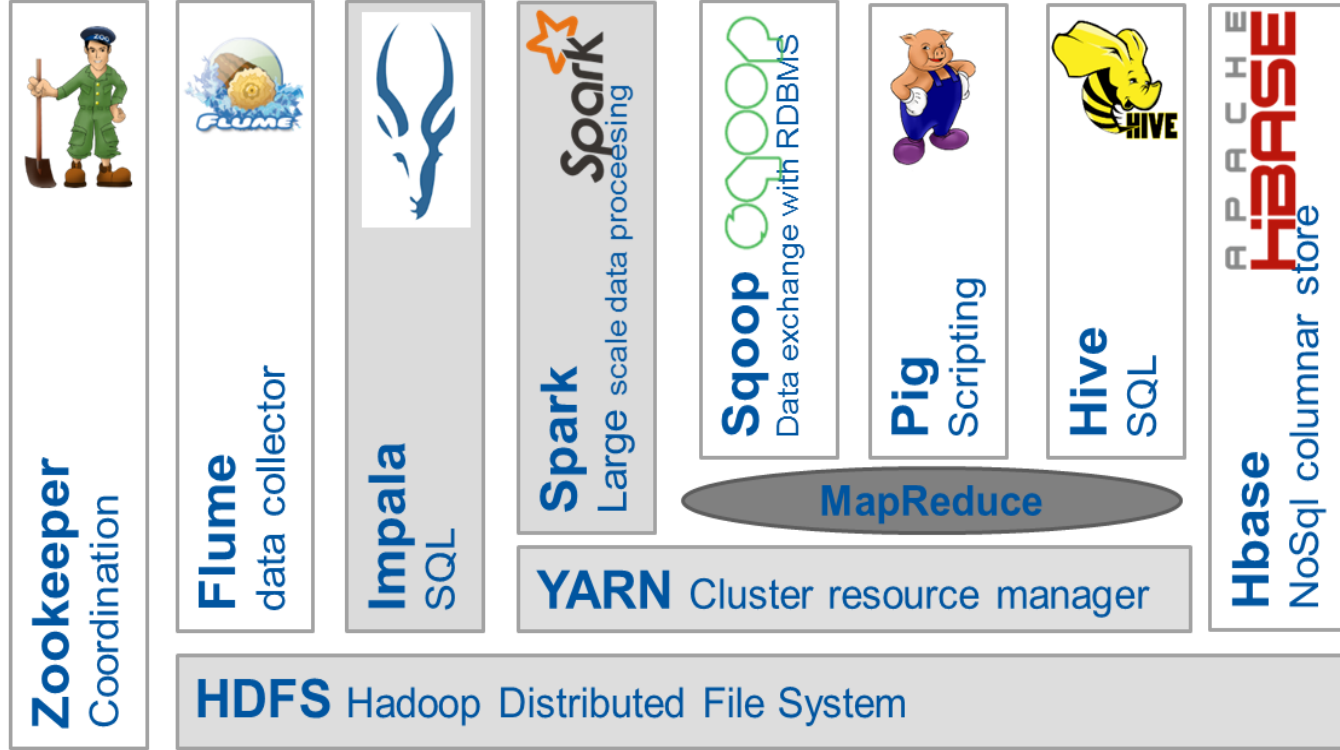 ZOO
Zookeeper
Coordination
FLUME
Flume
data collector
Impala
SQL
Spark
Spark
Large scale data proceesing
sqoop
Sqoop
Data exchange with RDBMS
Pig
Scripting
HIVE
Hive
SQL
APACHE
HBASE
Hbase
NoSql columnar store
MapReduce
YARN Cluster resource manager
HDFS Hadoop Distributed File System